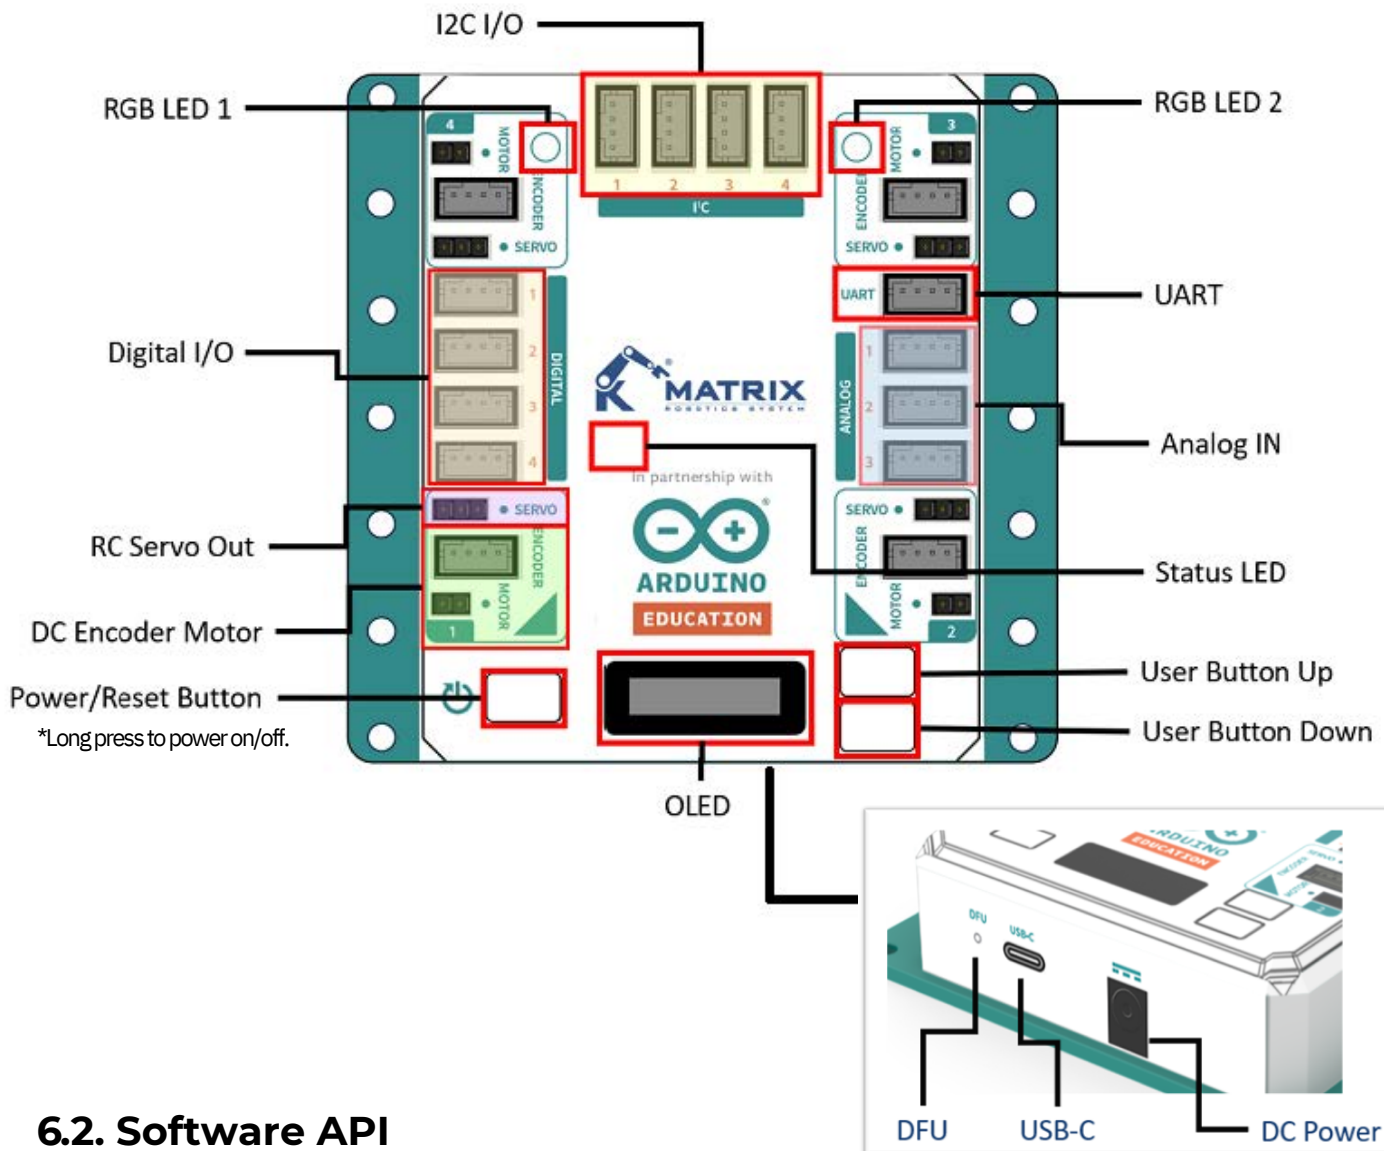 I2C I/O
RGB LED 1
RGB LED 2
4
MOTOR
ENCODER
SERVO
1 2 3 4
I²C
3
MOTOR
ENCODER
SERVO
UART
UART
Digital I/O
1
2
3
4
DIGITAL
MATRIX
ROBOTICS SYSTEM
ANALOG
1
2
3
Analog IN
In partnership with
ARDUINO
EDUCATION
SERVO
ENCODER
MOTOR
1
RC Servo Out
DC Encoder Motor
SERVO
ENCODER
MOTOR
2
Status LED
Power/Reset Button
*Long press to power on/off.
User Button Up
User Button Down
OLED
ARDUINO
EDUCATION
SERVO
ENCODER
MOTOR
2
DFU
USB-C
DFU
USB-C
DC Power
6.2. Software API